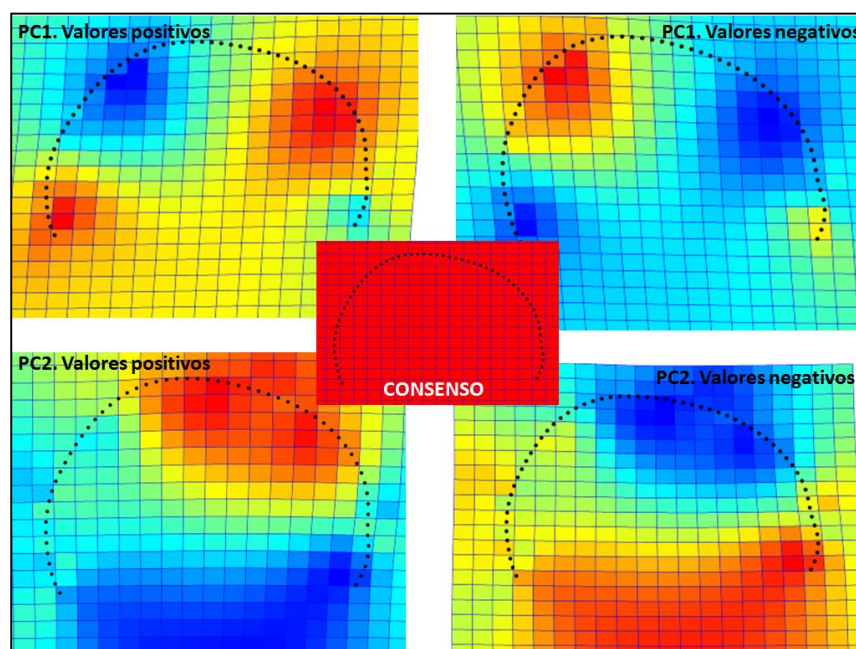 PC1. Valores positivos
PC1. Valores negativos
CONSENSO
PC2. Valores positivos
PC2. Valores negativos